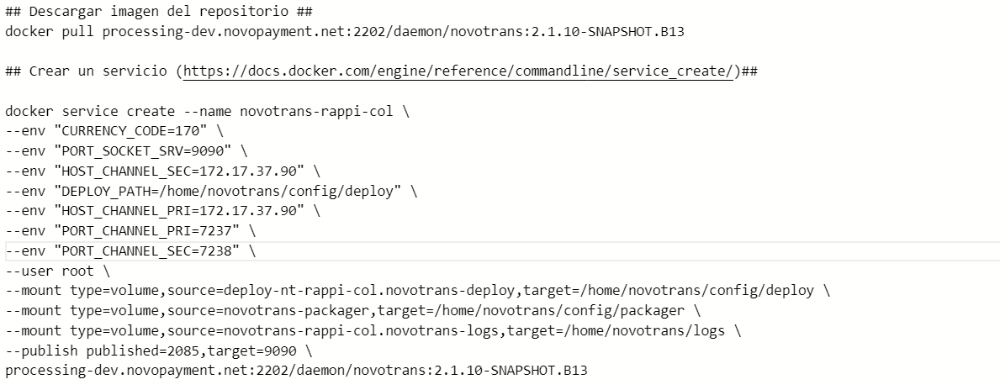 ## Descargar imagen del repositorio ##
docker pull processing-dev.novopayment.net:2202/daemon/novotrans:2.1.10-SNAPSHOT.B13
## Crear un servicio (https://docs.docker.com/engine/reference/commandline/service_create/)##
docker service create --name novotrans-rappi-col \
--env "CURRENCY_CODE=170" \
--env "PORT_SOCKET_SRV=9090" \
--env "HOST_CHANNEL_SEC=172.17.37.90" \
--env "DEPLOY_PATH=/home/novotrans/config/deploy" \
--env "HOST_CHANNEL_PRI=172.17.37.90" \
--env "PORT_CHANNEL_PRI=7237" \
--env "PORT_CHANNEL_SEC=7238" \
--user root \
--mount type=volume,source=deploy-nt-rappi-col.novotrans-deploy,target=/home/novotrans/config/deploy \
--mount type=volume,source=novotrans-packager,target=/home/novotrans/config/packager \
--mount type=volume,source=novotrans-rappi-col.novotrans-logs,target=/home/novotrans/logs \
--publish published=2085,target=9090 \
processing-dev.novopayment.net:2202/daemon/novotrans:2.1.10-SNAPSHOT.B13